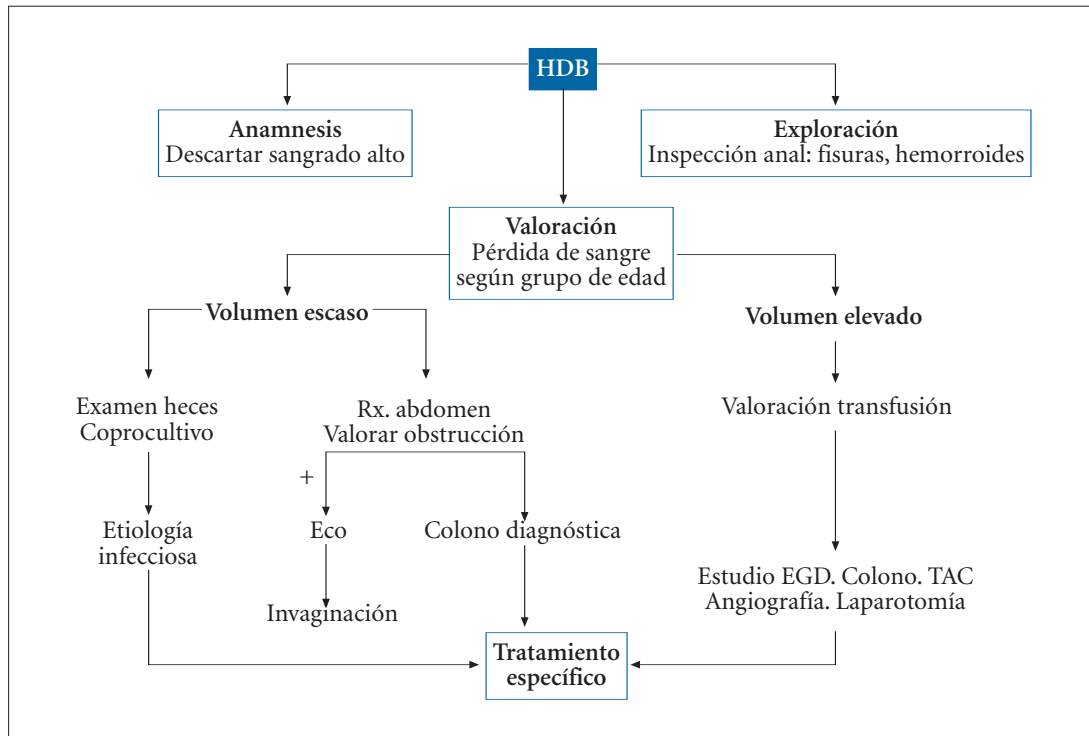 HDB
Anamnesis
Descartar sangrado alto
Exploración
Inspección anal: fisuras, hemorroides
Valoración
Pérdida de sangre
según grupo de edad
Volumen escaso
Volumen elevado
Examen heces
Coprocultivo
Rx. abdomen
Valorar obstrucción
Valoración transfusión
+
Etiología
infecciosa
Eco
Colono diagnóstica
Invaginación
Estudio EGD. Colono. TAC
Angiografía. Laparotomía
Tratamiento
específico